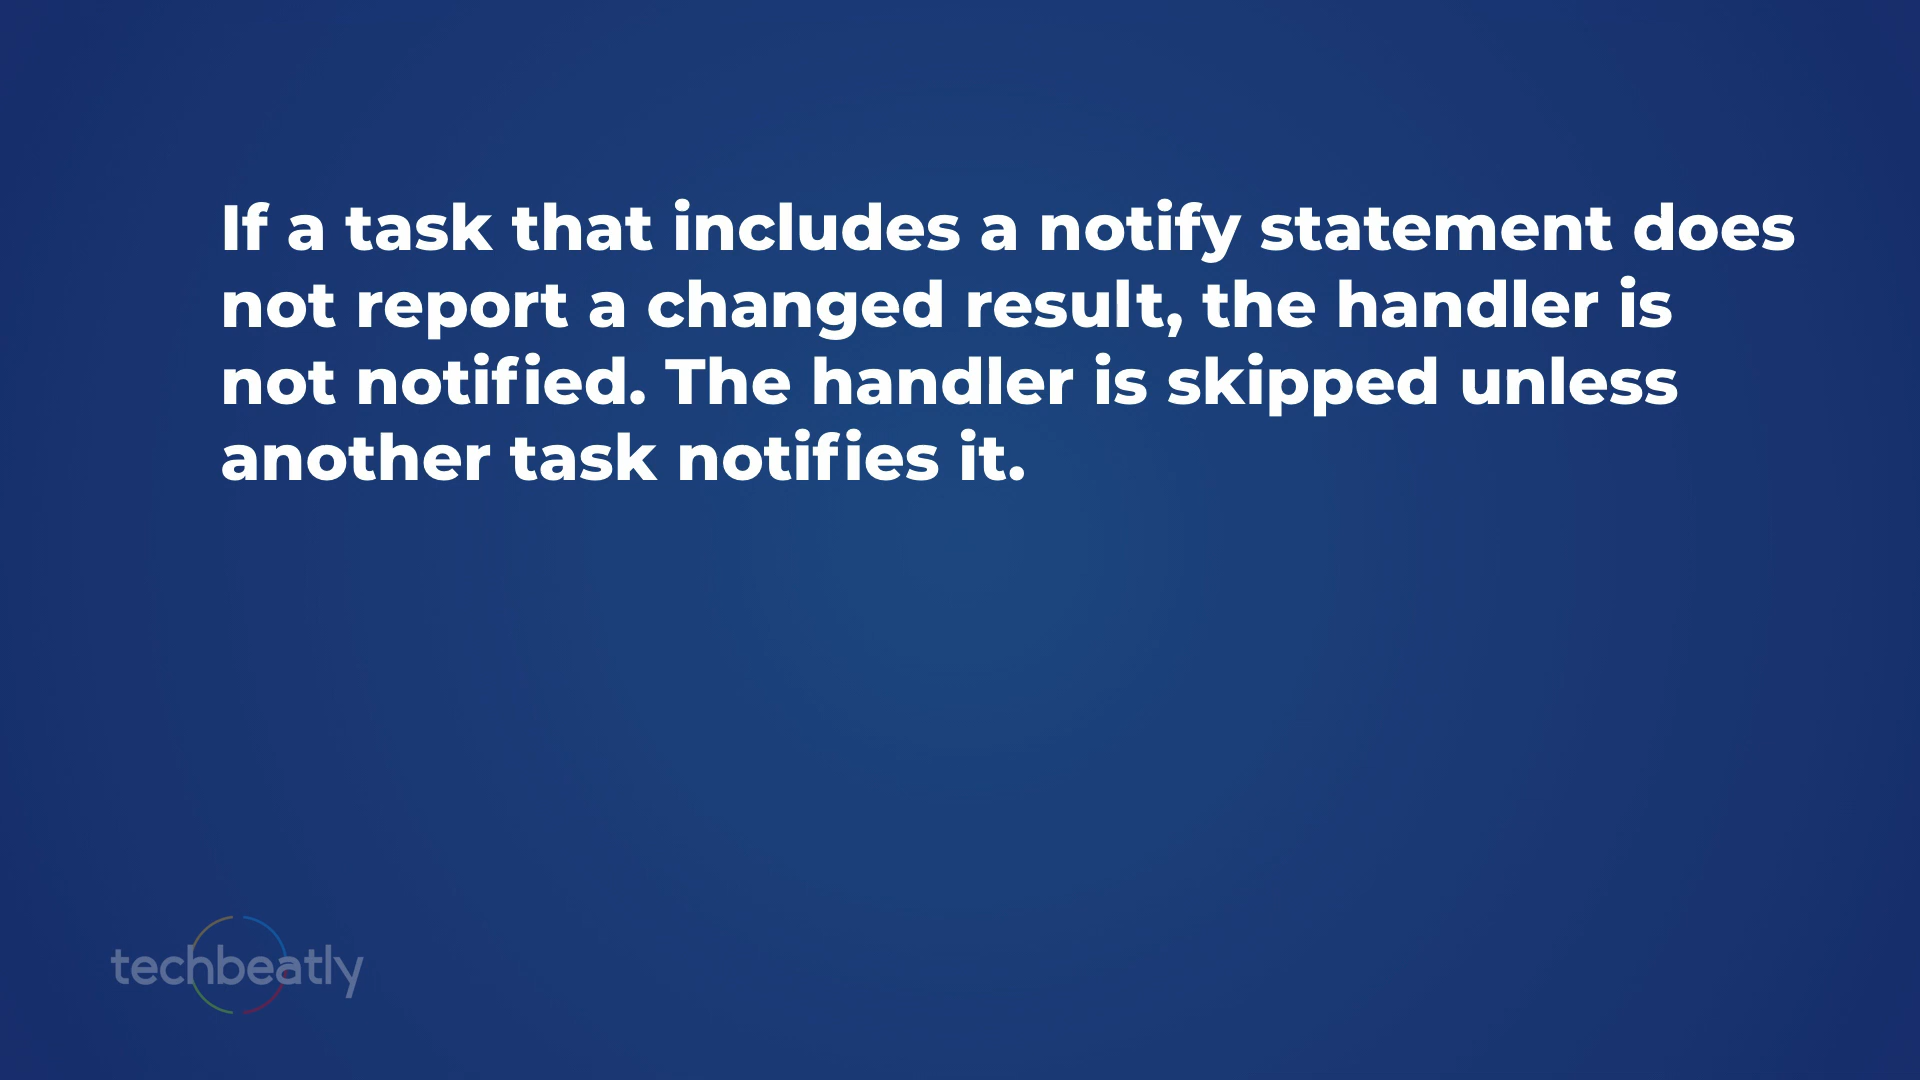 If a task that includes a notify statement does
not report a changed result, the handler is
not notified. The handler is skipped unless
another task notifies it.
techbeatly